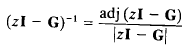 (zI − G)⁻¹ = adj (zI − G) / |zI − G|